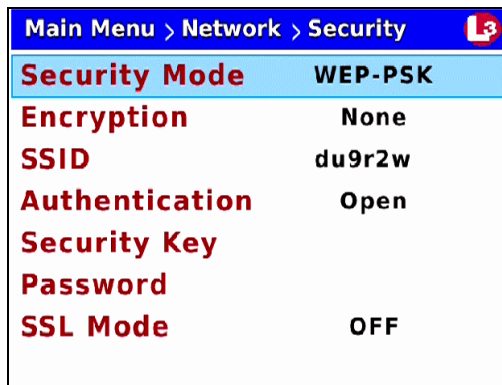 Main Menu > Network > Security L3
Security Mode WEP-PSK
Encryption None
SSID du9r2w
Authentication Open
Security Key
Password
SSL Mode OFF